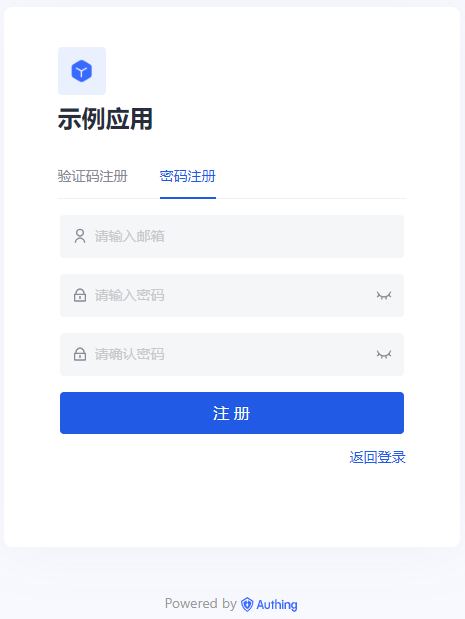 示例应用
验证码注册 密码注册
请输入邮箱
请输入密码
请确认密码
注 册
返回登录
Powered by Authing